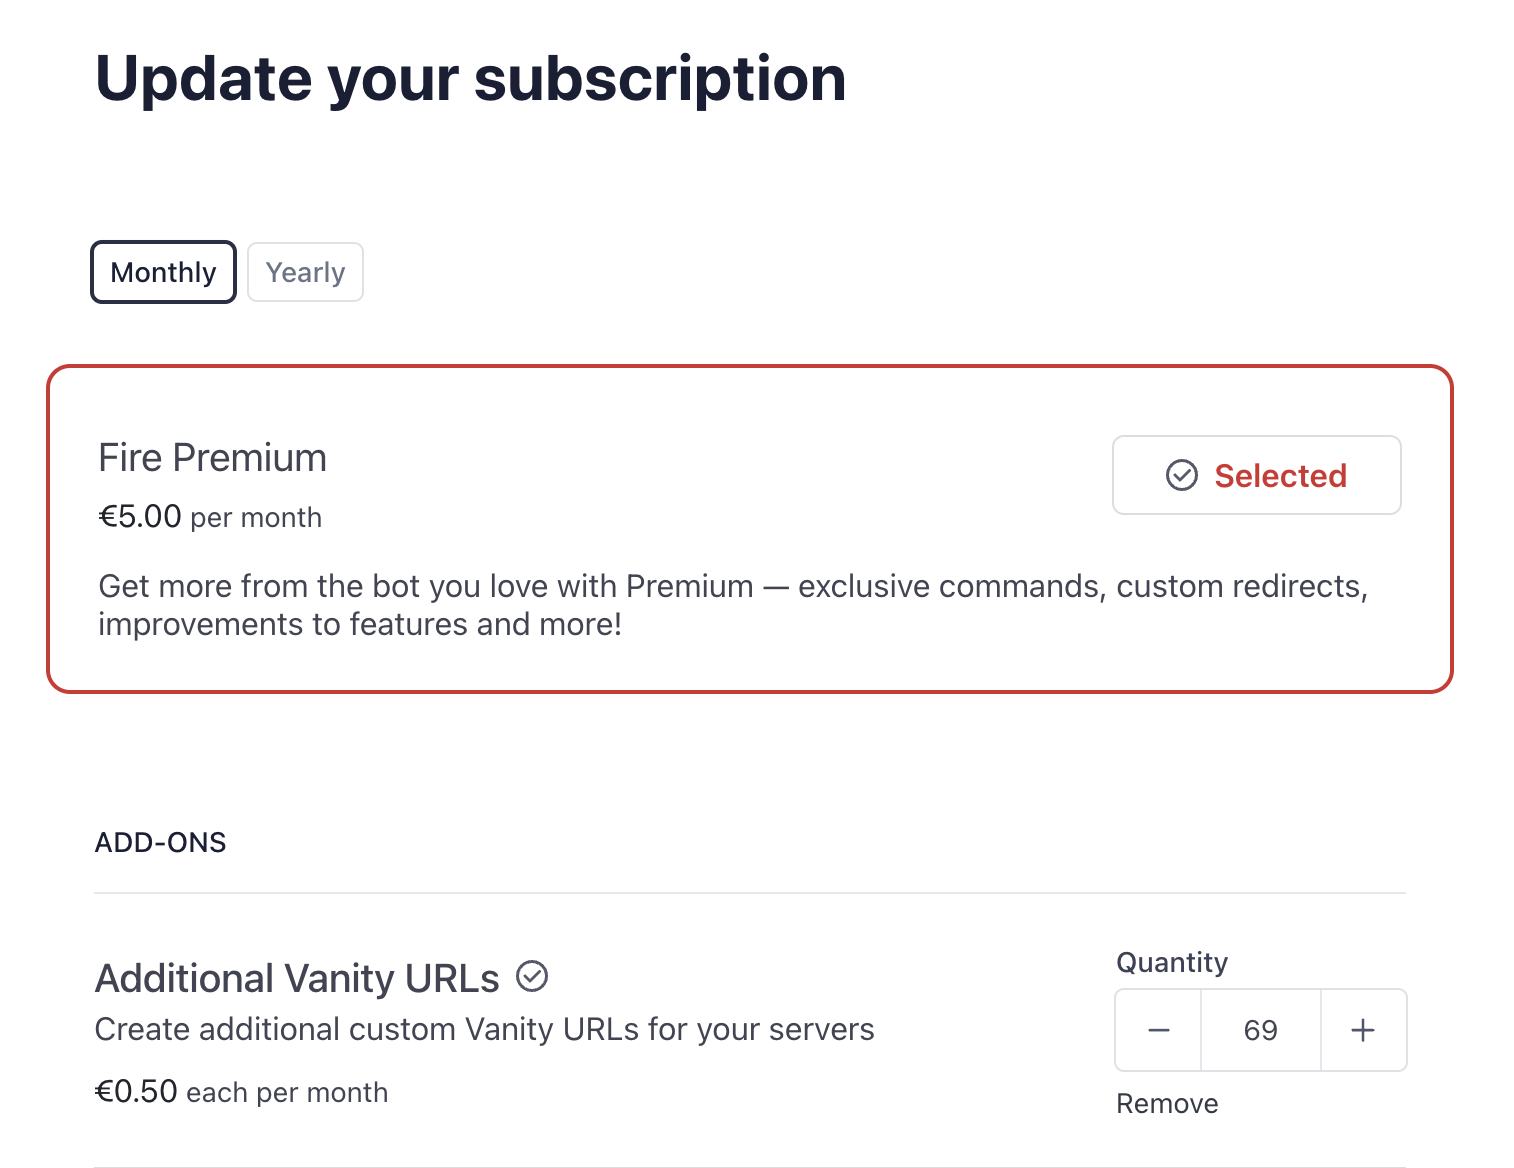 Update your subscription
Monthly
Yearly
Fire Premium
Selected
€5.00 per month
Get more from the bot you love with Premium — exclusive commands, custom redirects,
improvements to features and more!
ADD-ONS
Additional Vanity URLs
Create additional custom Vanity URLs for your servers
€0.50 each per month
Quantity
69
Remove